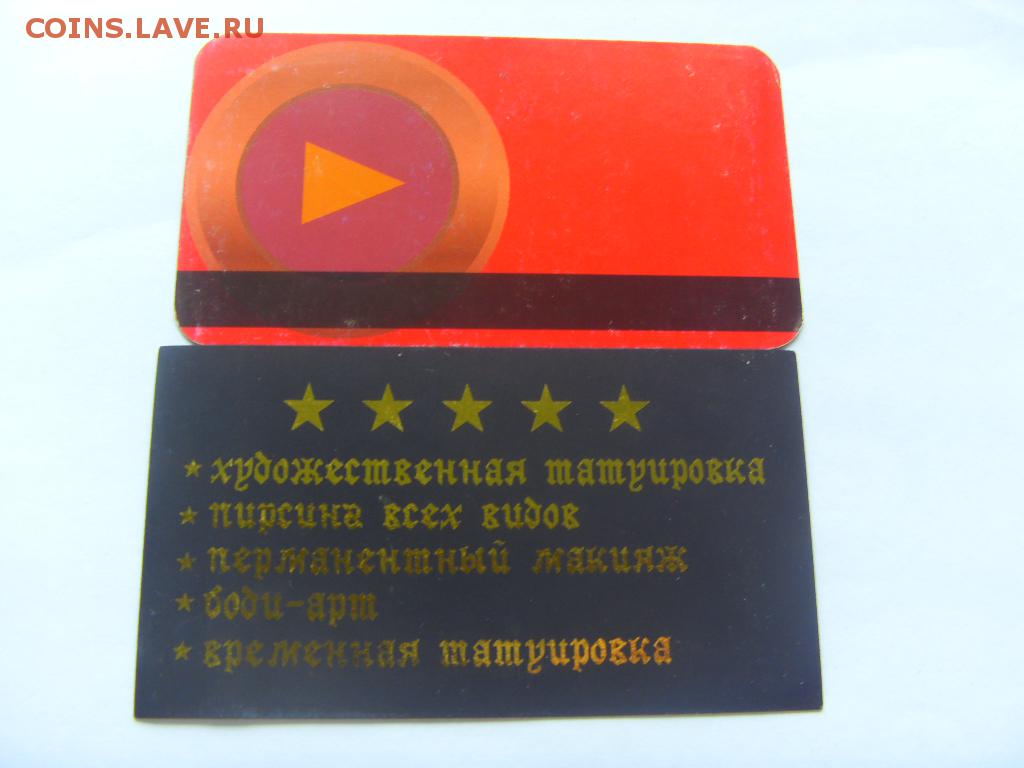 COINS.LAVE.RU
★ ★ ★ ★ ★
★ художественная татуировка
★ пирсинг всех видов
★ перманентный макияж
★ боди-арт
★ временная татуировка